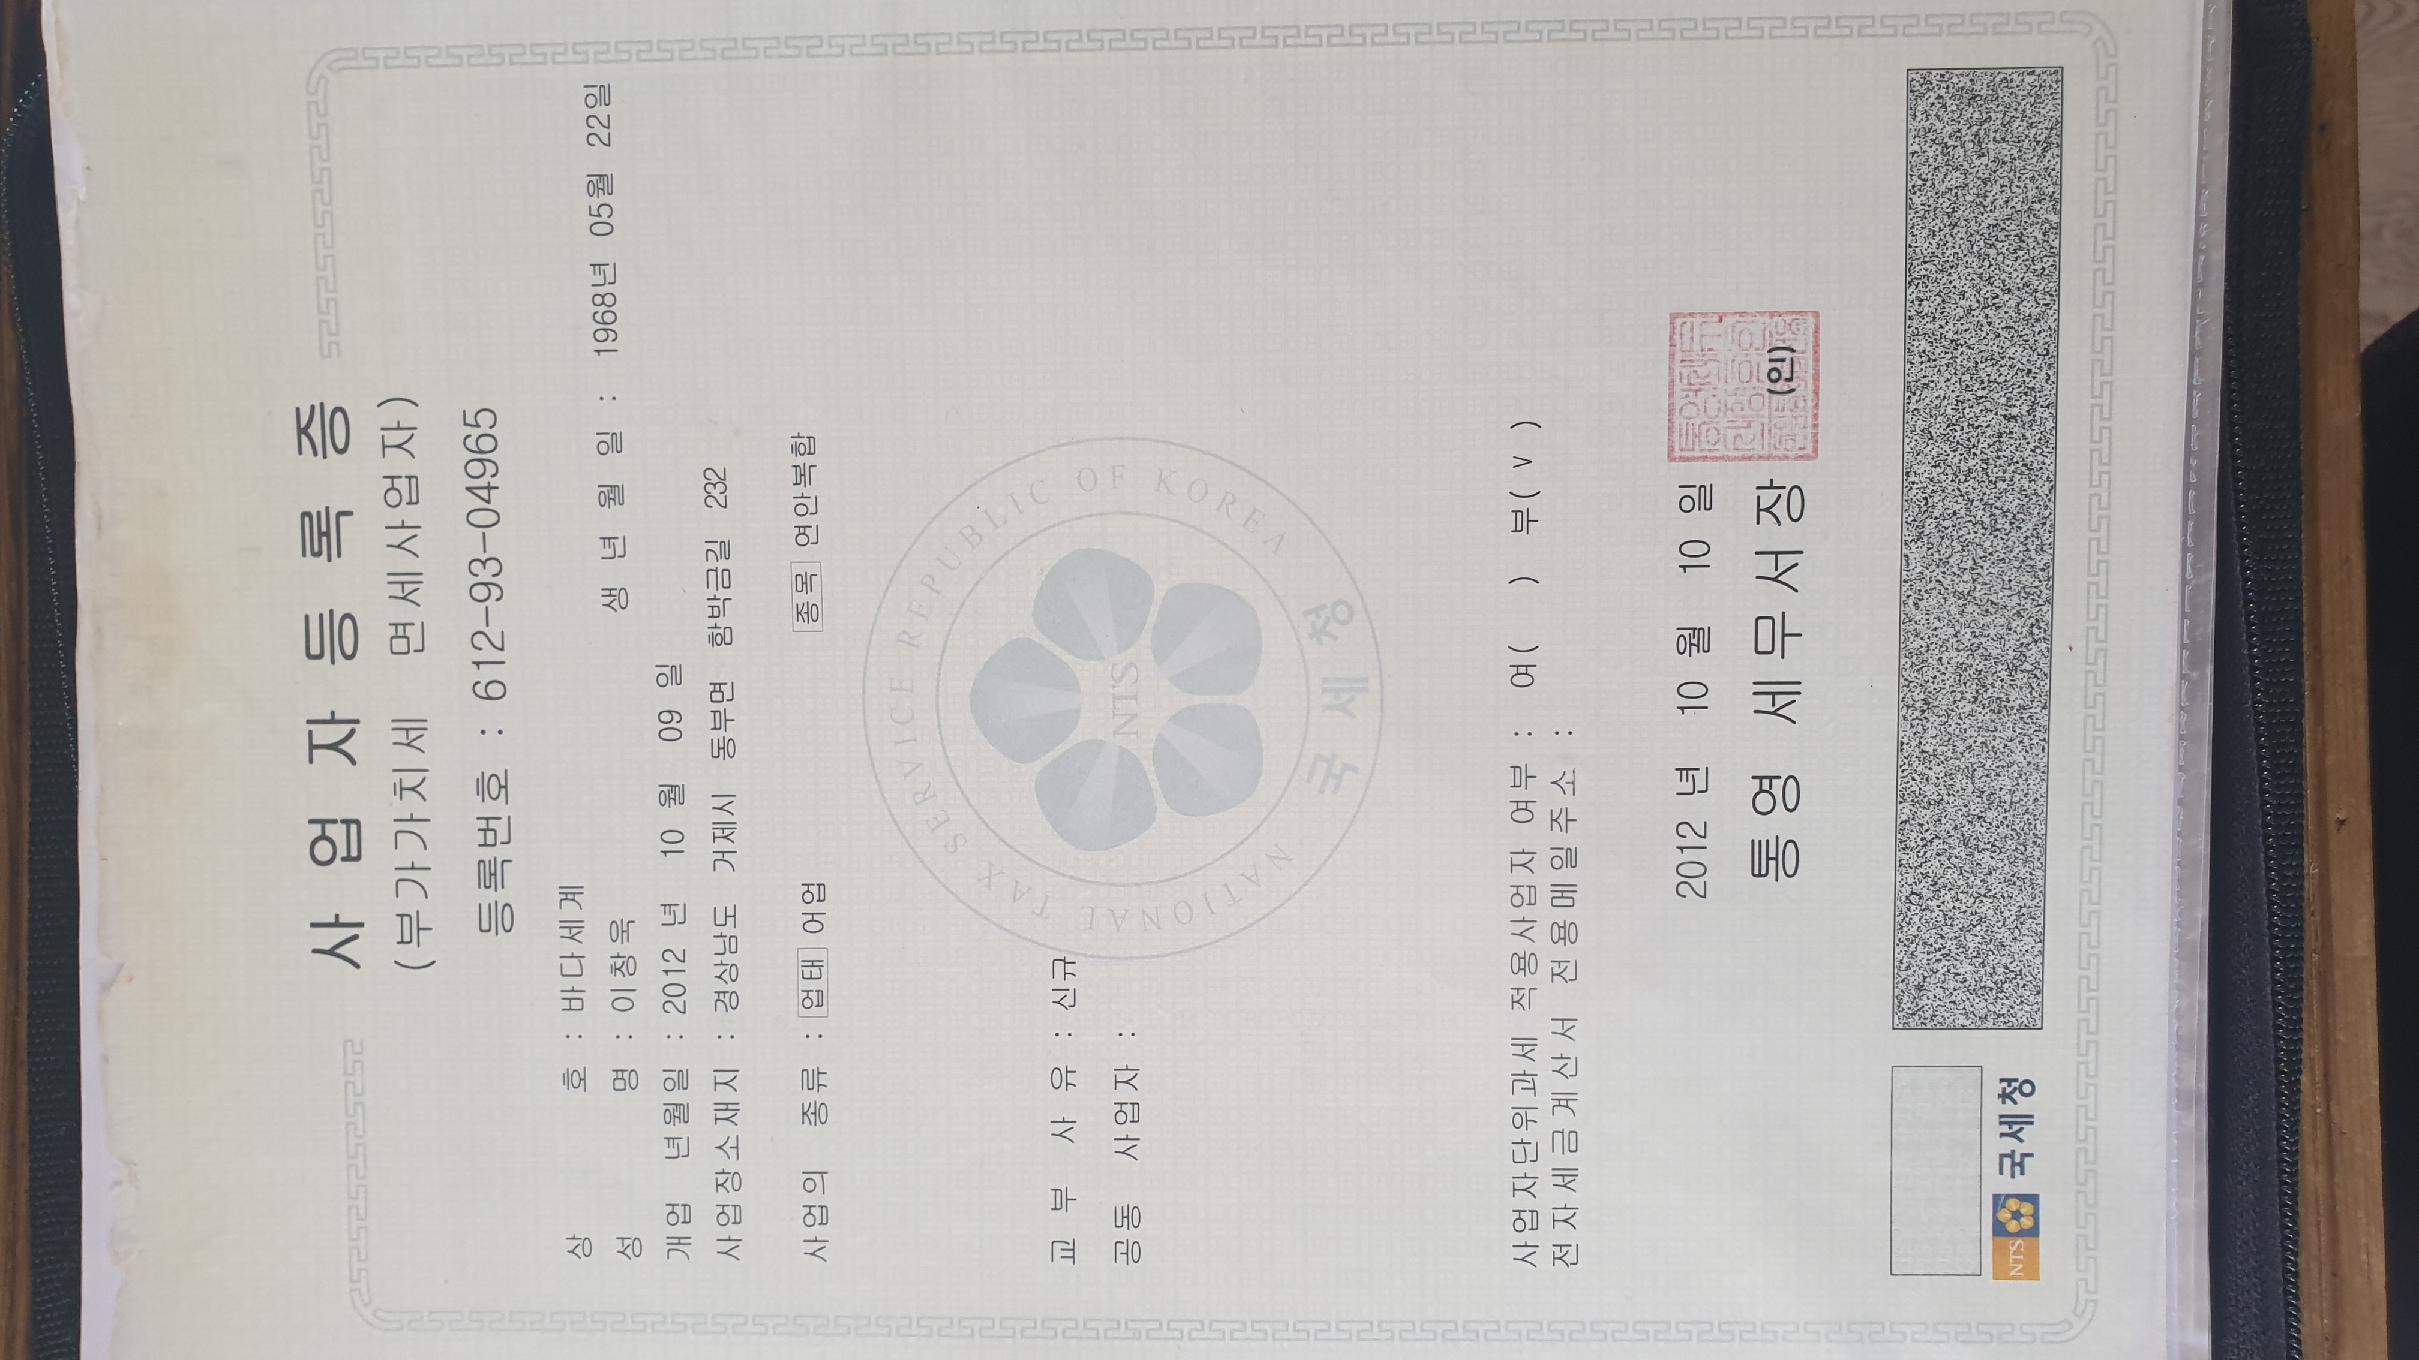 사 업 자 등 록 증
(부가가치세 면세사업자)
등록번호 : 612-93-04965
상 호 : 바다세계
성 명 : 이창욱 생 년 월 일 : 1968년 05월 22일
개업 년월일 : 2012 년 10 월 09 일
사업장소재지 : 경상남도 거제시 동부면 함박금길 232
사업의 종류 : 업태 어업 종목 연안복합
NATIONAL TAX SERVICE REPUBLIC OF KOREA
NTS
국세청
교 부 사 유 : 신규
공동 사업자 :
사업자단위과세 적용사업자 여부 : 여( ) 부( v )
전자세금계산서 전용메일주소 :
2012 년 10 월 10 일
통영 세무서장 (인)
NTS 국세청